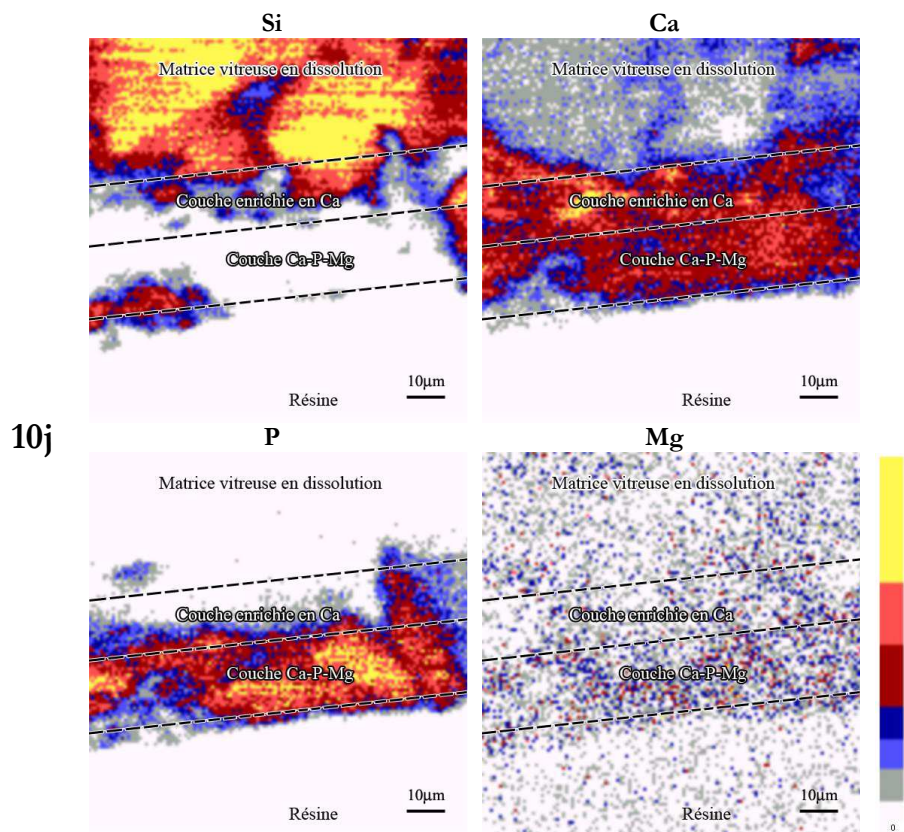 Si
Ca
Matrice vitreuse en dissolution
Matrice vitreuse en dissolution
Couche enrichie en Ca
Couche enrichie en Ca
Couche Ca-P-Mg
Couche Ca-P-Mg
10µm
10µm
Résine
Résine
10j
P
Mg
Matrice vitreuse en dissolution
Matrice vitreuse en dissolution
Couche enrichie en Ca
Couche enrichie en Ca
Couche Ca-P-Mg
Couche Ca-P-Mg
10µm
10µm
Résine
Résine
0